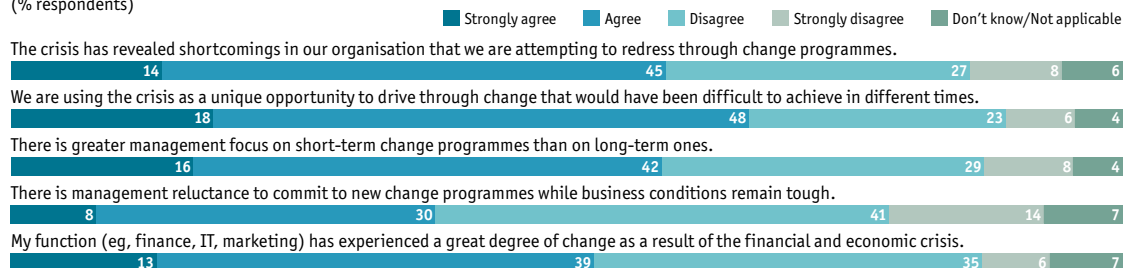 (% respondents)
Strongly agree Agree Disagree Strongly disagree Don't know/Not applicable
The crisis has revealed shortcomings in our organisation that we are attempting to redress through change programmes.
14 45 27 8 6
We are using the crisis as a unique opportunity to drive through change that would have been difficult to achieve in different times.
18 48 23 6 4
There is greater management focus on short-term change programmes than on long-term ones.
16 42 29 8 4
There is management reluctance to commit to new change programmes while business conditions remain tough.
8 30 41 14 7
My function (eg, finance, IT, marketing) has experienced a great degree of change as a result of the financial and economic crisis.
13 39 35 6 7